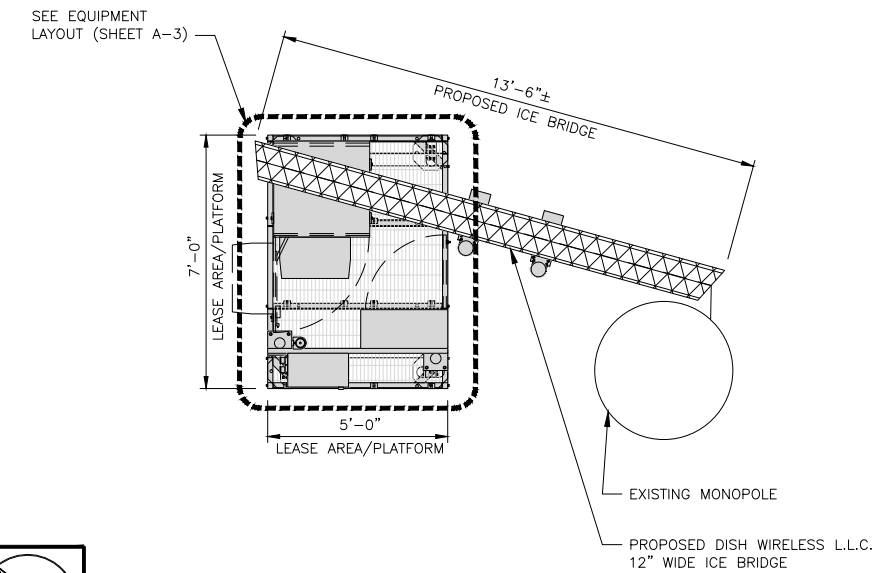 SEE EQUIPMENT
LAYOUT (SHEET A-3)
13'-6"±
PROPOSED ICE BRIDGE
7'-0"
LEASE AREA/PLATFORM
5'-0"
LEASE AREA/PLATFORM
EXISTING MONOPOLE
PROPOSED DISH WIRELESS L.L.C.
12" WIDE ICE BRIDGE